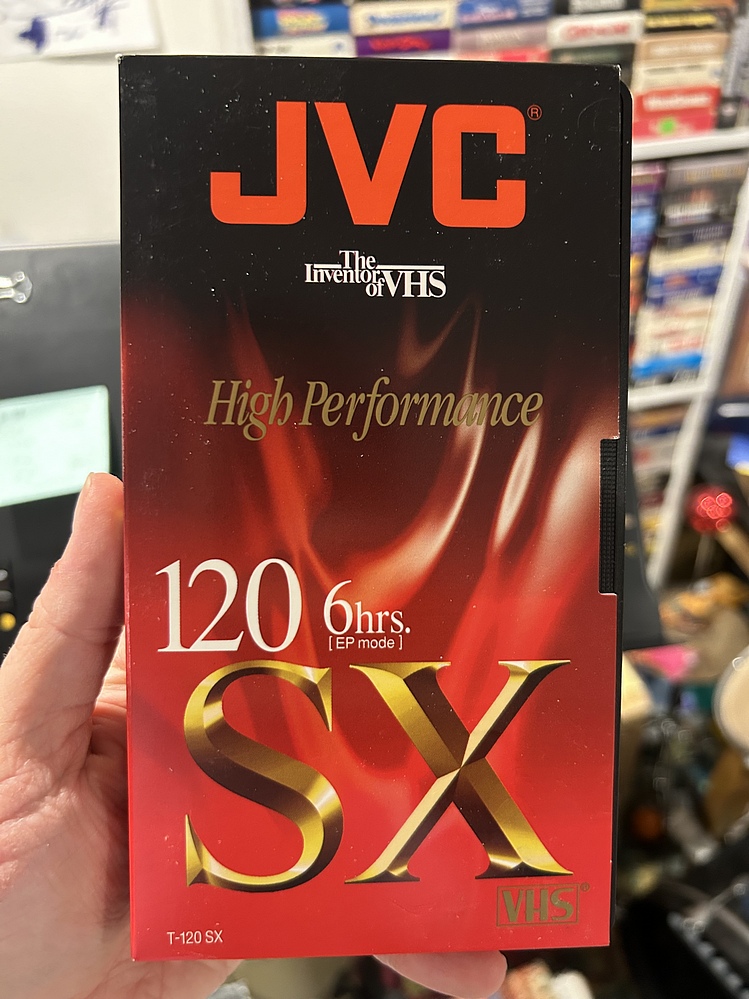 JVC®
The
Inventor
of VHS
High Performance
120 6hrs.
[EP mode]
SX
VHS®
T-120 SX